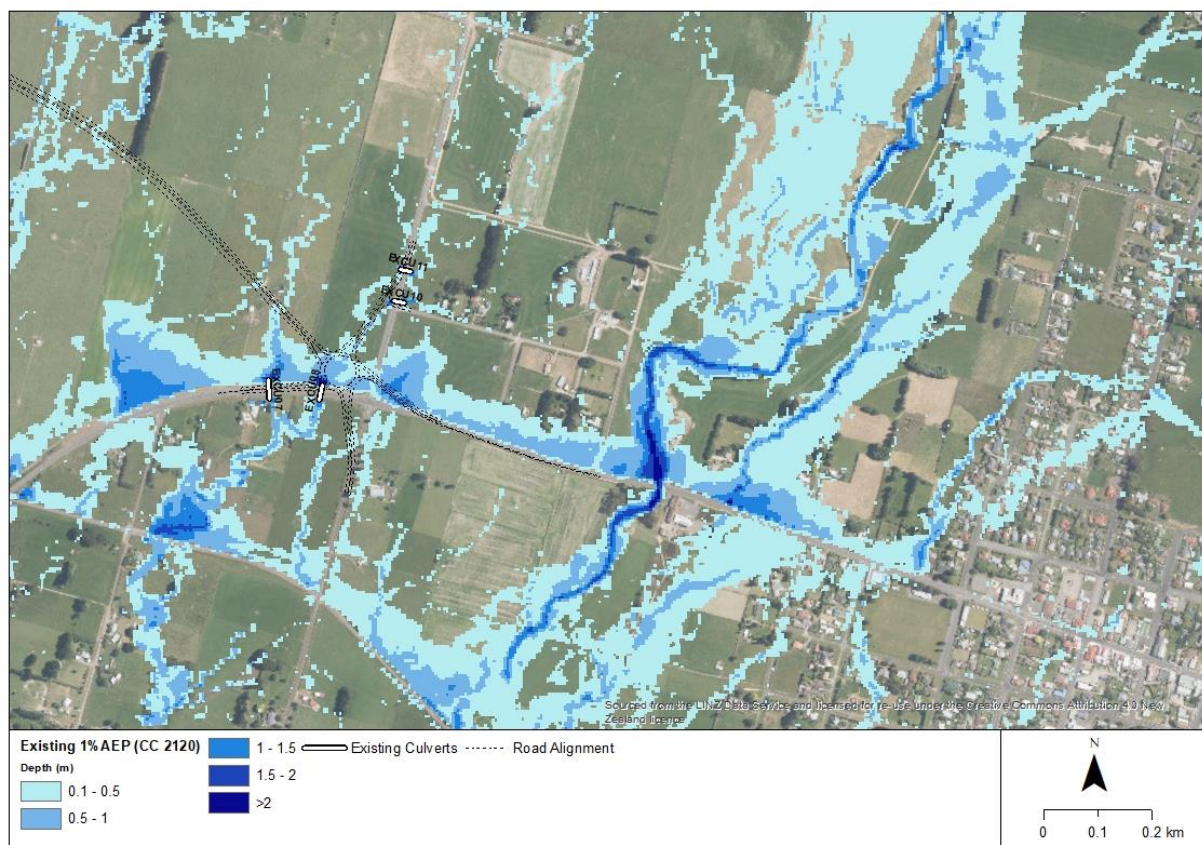 EXCU11
EXCU10
Sourced from the LINZ Data Service and licensed for re-use under the Creative Commons Attribution 4.0 New
Zealand licence
Existing 1% AEP (CC 2120)
Depth (m)
0.1 - 0.5
0.5 - 1
1 - 1.5
1.5 - 2
>2
Existing Culverts
Road Alignment
N
0 0.1 0.2 km